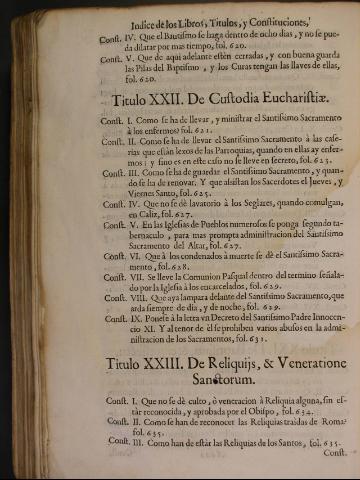 Indice de los Libros, Titulos, y Constituciones,
Const. IV. Que el Bautismo se haga dentro de ocho dias, y no se pue-
da dilatar por mas tiempo, fol. 620.
Const. V. Que de aqui adelante estèn cerradas, y con buena guarda
las Pilas del Baptismo, y los Curas tengan las llaves de ellas,
fol. 620.
Titulo XXII. De Custodia Eucharistiæ.
Const. I. Como se ha de llevar, y ministrar el Santissimo Sacramento
à los enfermos? fol. 621.
Const. II. Como se ha de llevar el Santissimo Sacramento à las case-
rias que estàn lexos de las Parroquias, quando en ellas ay enfer-
mos; y sino es en este caso no se lleve en secreto, fol. 623.
Const. III. Como se ha de guardar el Santissimo Sacramento, y quan-
do se ha de renovar. Y que assistan los Sacerdotes el Jueves, y
Viernes Santo, fol. 625.
Const. IV. Que no se dè lavatorio à los Seglares, quando comulgan,
en Caliz, fol. 627.
Const. V. En las Iglesias de Pueblos numerosos se ponga segundo ta-
bernaculo, para mas prompta administracion del Santissimo
Sacramento del Altar, fol. 627.
Const. VI. Que à los condenados à muerte se dè el Santissimo Sacra-
mento, fol. 628.
Const. VII. Se lleve la Comunion Pasqual dentro del termino señala-
do por la Iglesia à los encarcelados, fol. 629.
Const. VIII. Que aya lampara delante del Santissimo Sacramento, que
arda siempre de dia, y de noche, fol. 629.
Const. IX. Ponese à la letra vn Decreto del Santissimo Padre Innocen-
cio XI. Y al tenor de èl se prohiben varios abusos en la admi-
nistracion de los Sacramentos, fol. 631.
Titulo XXIII. De Reliquijs, & Veneratione
Sanctorum.
Const. I. Que no se dè culto, ò veneracion à Reliquia alguna, sin es-
tàr reconocida, y aprobada por el Obispo, fol. 634.
Const. II. Como se han de reconocer las Reliquias traìdas de Roma?
fol. 635.
Const. III. Como han de estàr las Reliquias de los Santos, fol. 635.
Const.